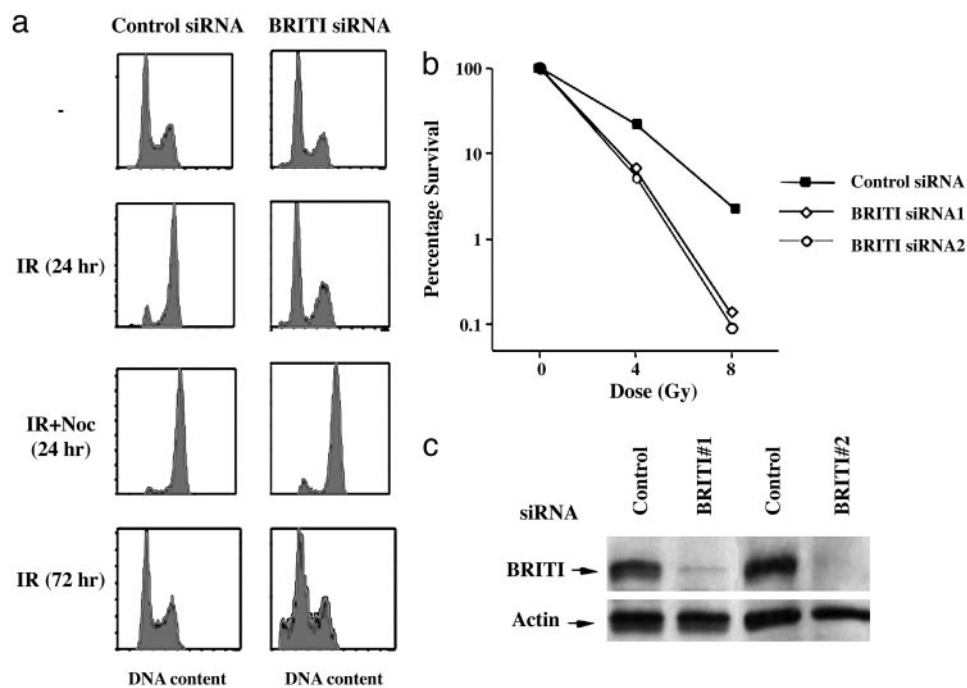 a
Control siRNA
BRITI siRNA
-
IR (24 hr)
IR+Noc
(24 hr)
IR (72 hr)
DNA content
DNA content
b
100
10
1
0.1
Percentage Survival
0
4
8
Dose (Gy)
Control siRNA
BRITI siRNA1
BRITI siRNA2
c
siRNA
Control
BRITI#1
Control
BRITI#2
BRITI
Actin